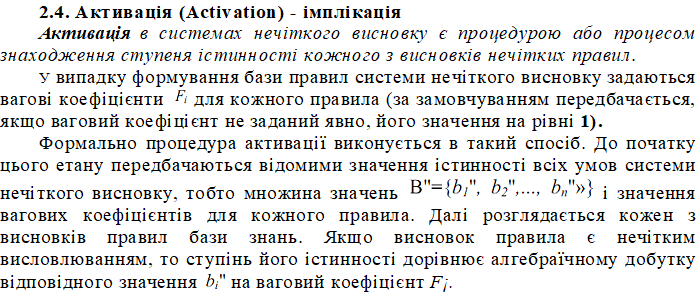 2.4. Активація (Activation) - імплікація
Активація в системах нечіткого висновку є процедурою або процесом
знаходження ступеня істинності кожного з висновків нечітких правил.
У випадку формування бази правил системи нечіткого висновку задаються
вагові коефіцієнти Fi для кожного правила (за замовчуванням передбачається,
якщо ваговий коефіцієнт не заданий явно, його значення на рівні 1).
Формально процедура активації виконується в такий спосіб. До початку
цього етапу передбачаються відомими значення істинності всіх умов системи
нечіткого висновку, тобто множина значень B"={b1", b2",..., bn"»} і значення
вагових коефіцієнтів для кожного правила. Далі розглядається кожен з
висновків правил бази знань. Якщо висновок правила є нечітким
висловлюванням, то ступінь його істинності дорівнює алгебраїчному добутку
відповідного значення bi" на ваговий коефіцієнт Fj.